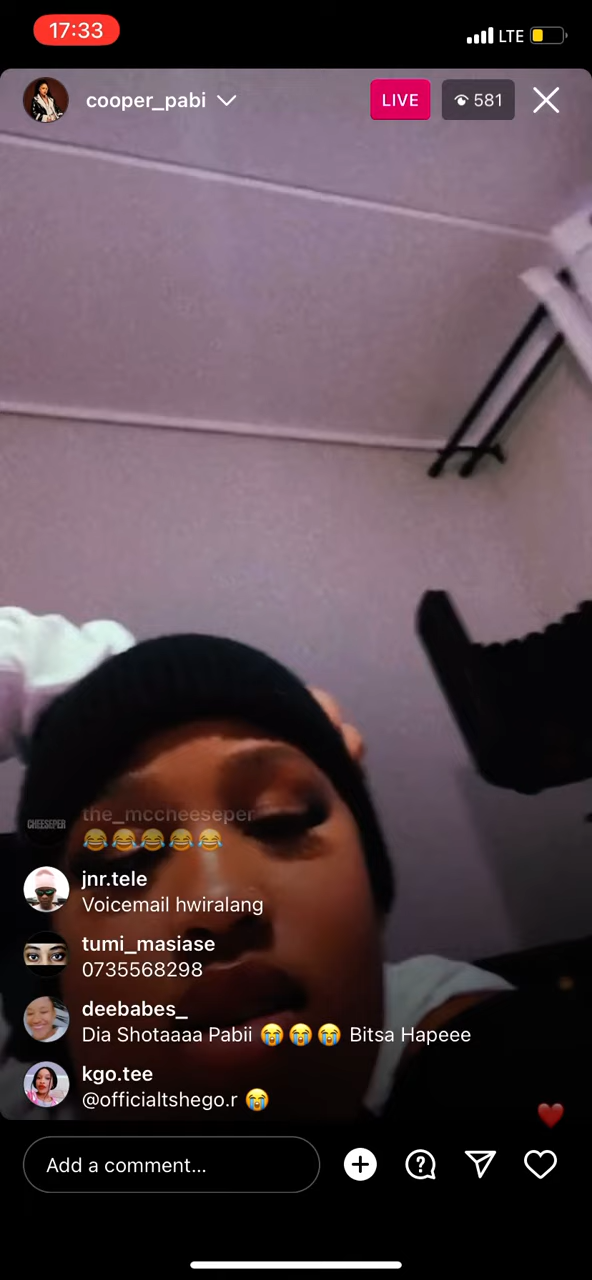 17:33
LTE
cooper_pabi
LIVE
581
the_mccheeseper
CHEESEPER
😂😂😂😂😂
jnr.tele
Voicemail hwiralang
tumi_masiase
0735568298
deebabes_
Dia Shotaaaa Pabii 😭😭😭 Bitsa Hapeee
kgo.tee
@officialtshego.r 😭
Add a comment...